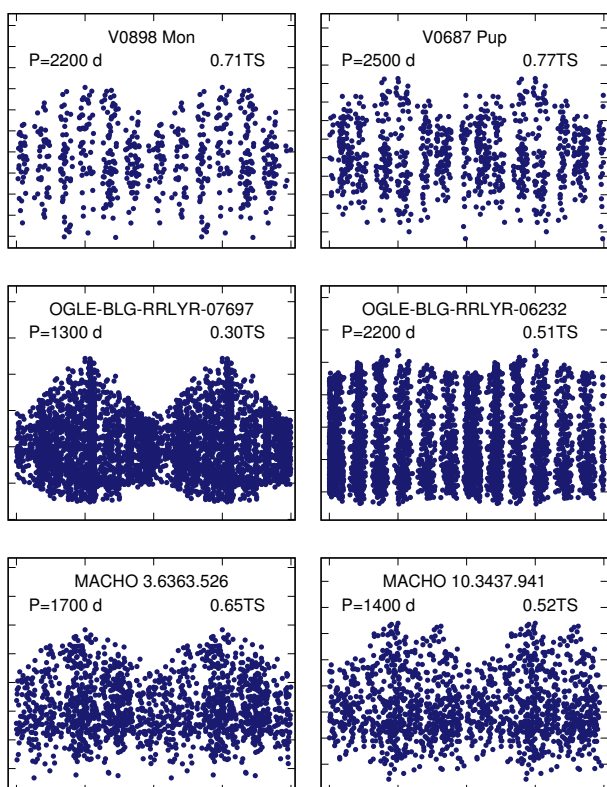 V0898 Mon
P=2200 d 0.71TS
V0687 Pup
P=2500 d 0.77TS
OGLE-BLG-RRLYR-07697
P=1300 d 0.30TS
OGLE-BLG-RRLYR-06232
P=2200 d 0.51TS
MACHO 3.6363.526
P=1700 d 0.65TS
MACHO 10.3437.941
P=1400 d 0.52TS